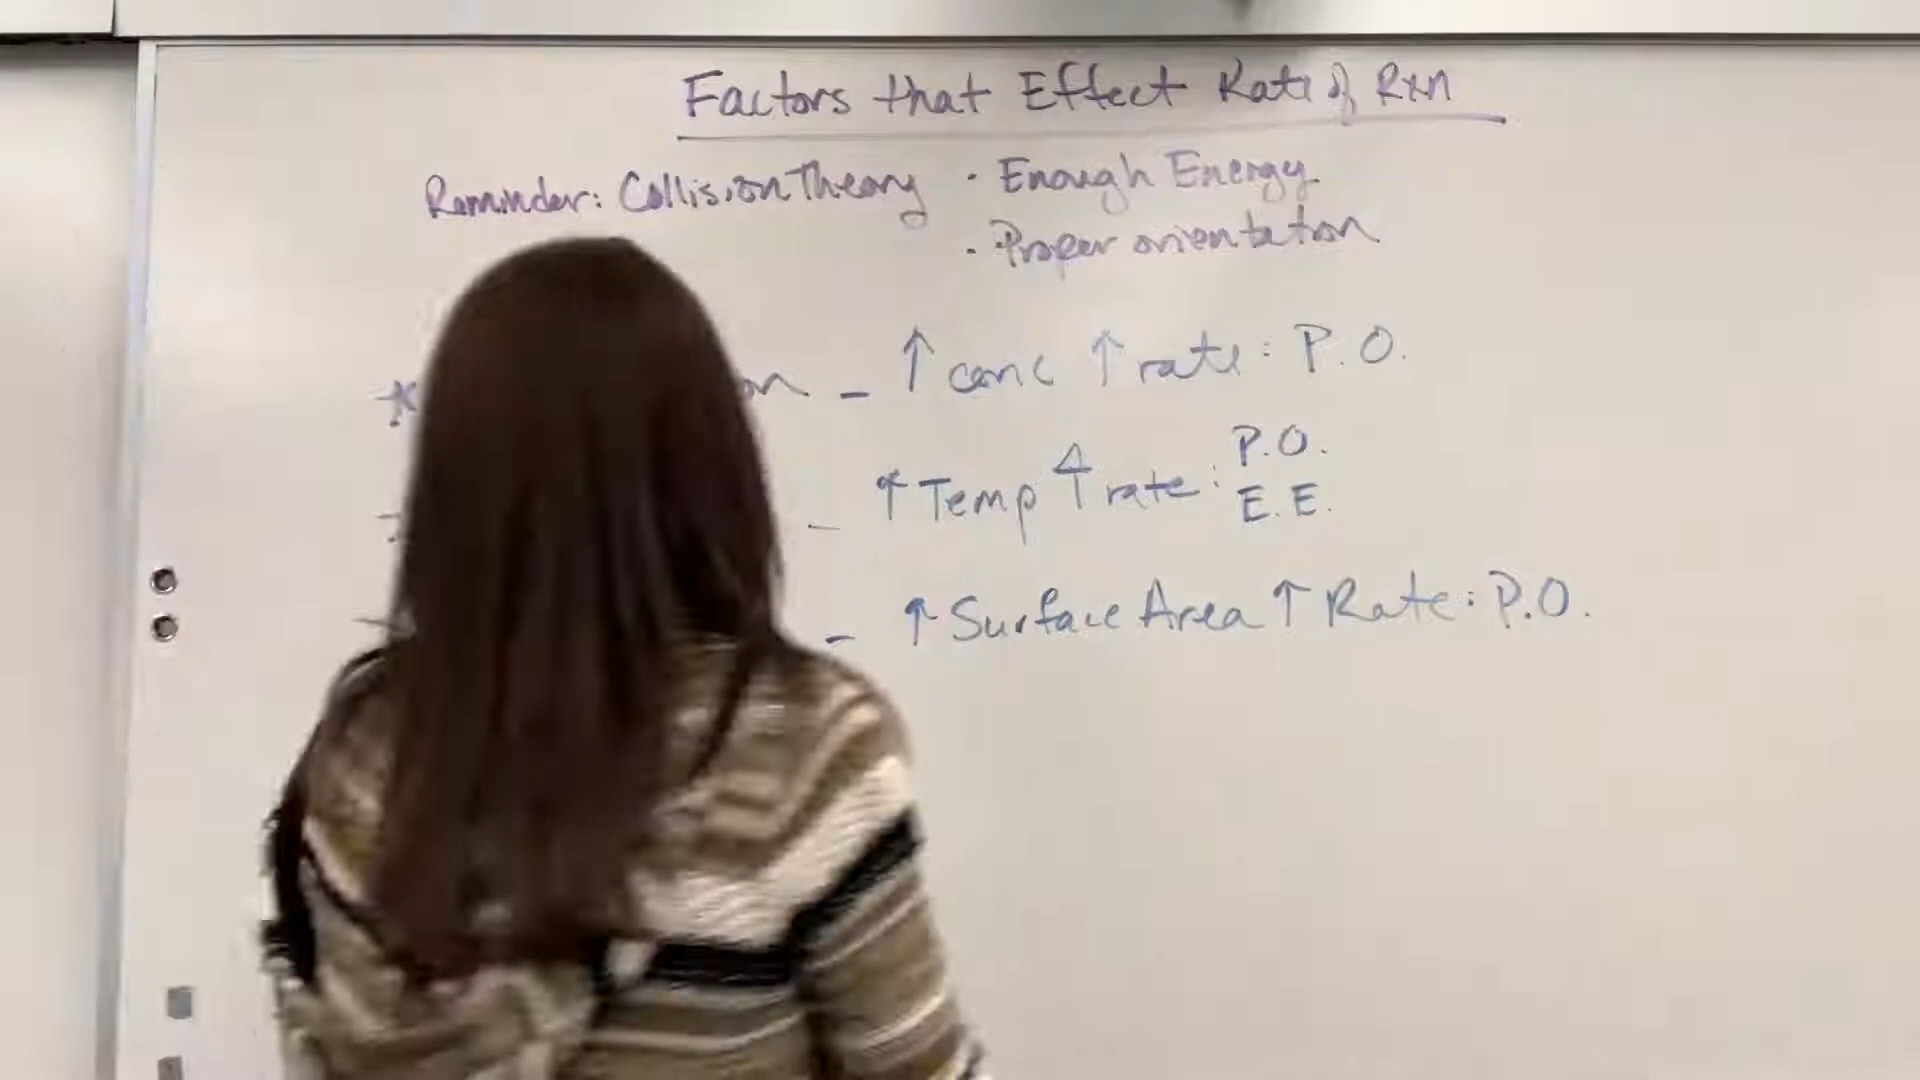 Factors that Effect Rate of Rxn
Reminder: Collision Theory · Enough Energy
· Proper orientation
* on - ↑ conc ↑ rate: P.O.
- ↑ Temp ↑ rate: P.O.
E.E.
- ↑ Surface Area ↑ Rate: P.O.